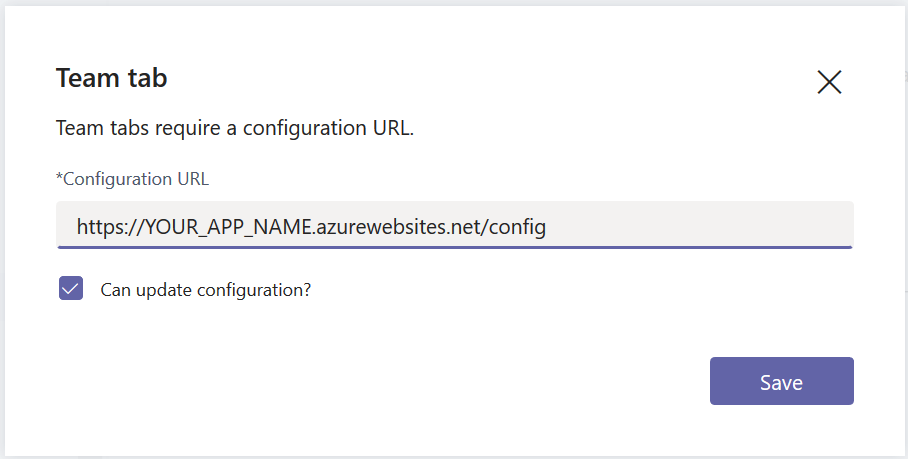 Team tab
Team tabs require a configuration URL.
*Configuration URL
https://YOUR_APP_NAME.azurewebsites.net/config
Can update configuration?
Save